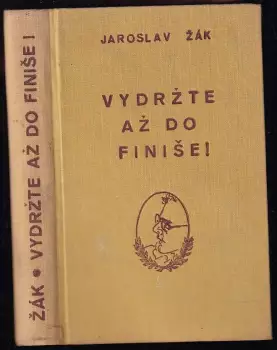 ŽÁK • VYDRŽTE AŽ DO FINIŠE!
JAROSLAV ŽÁK
VYDRŽTE
AŽ DO
FINIŠE!